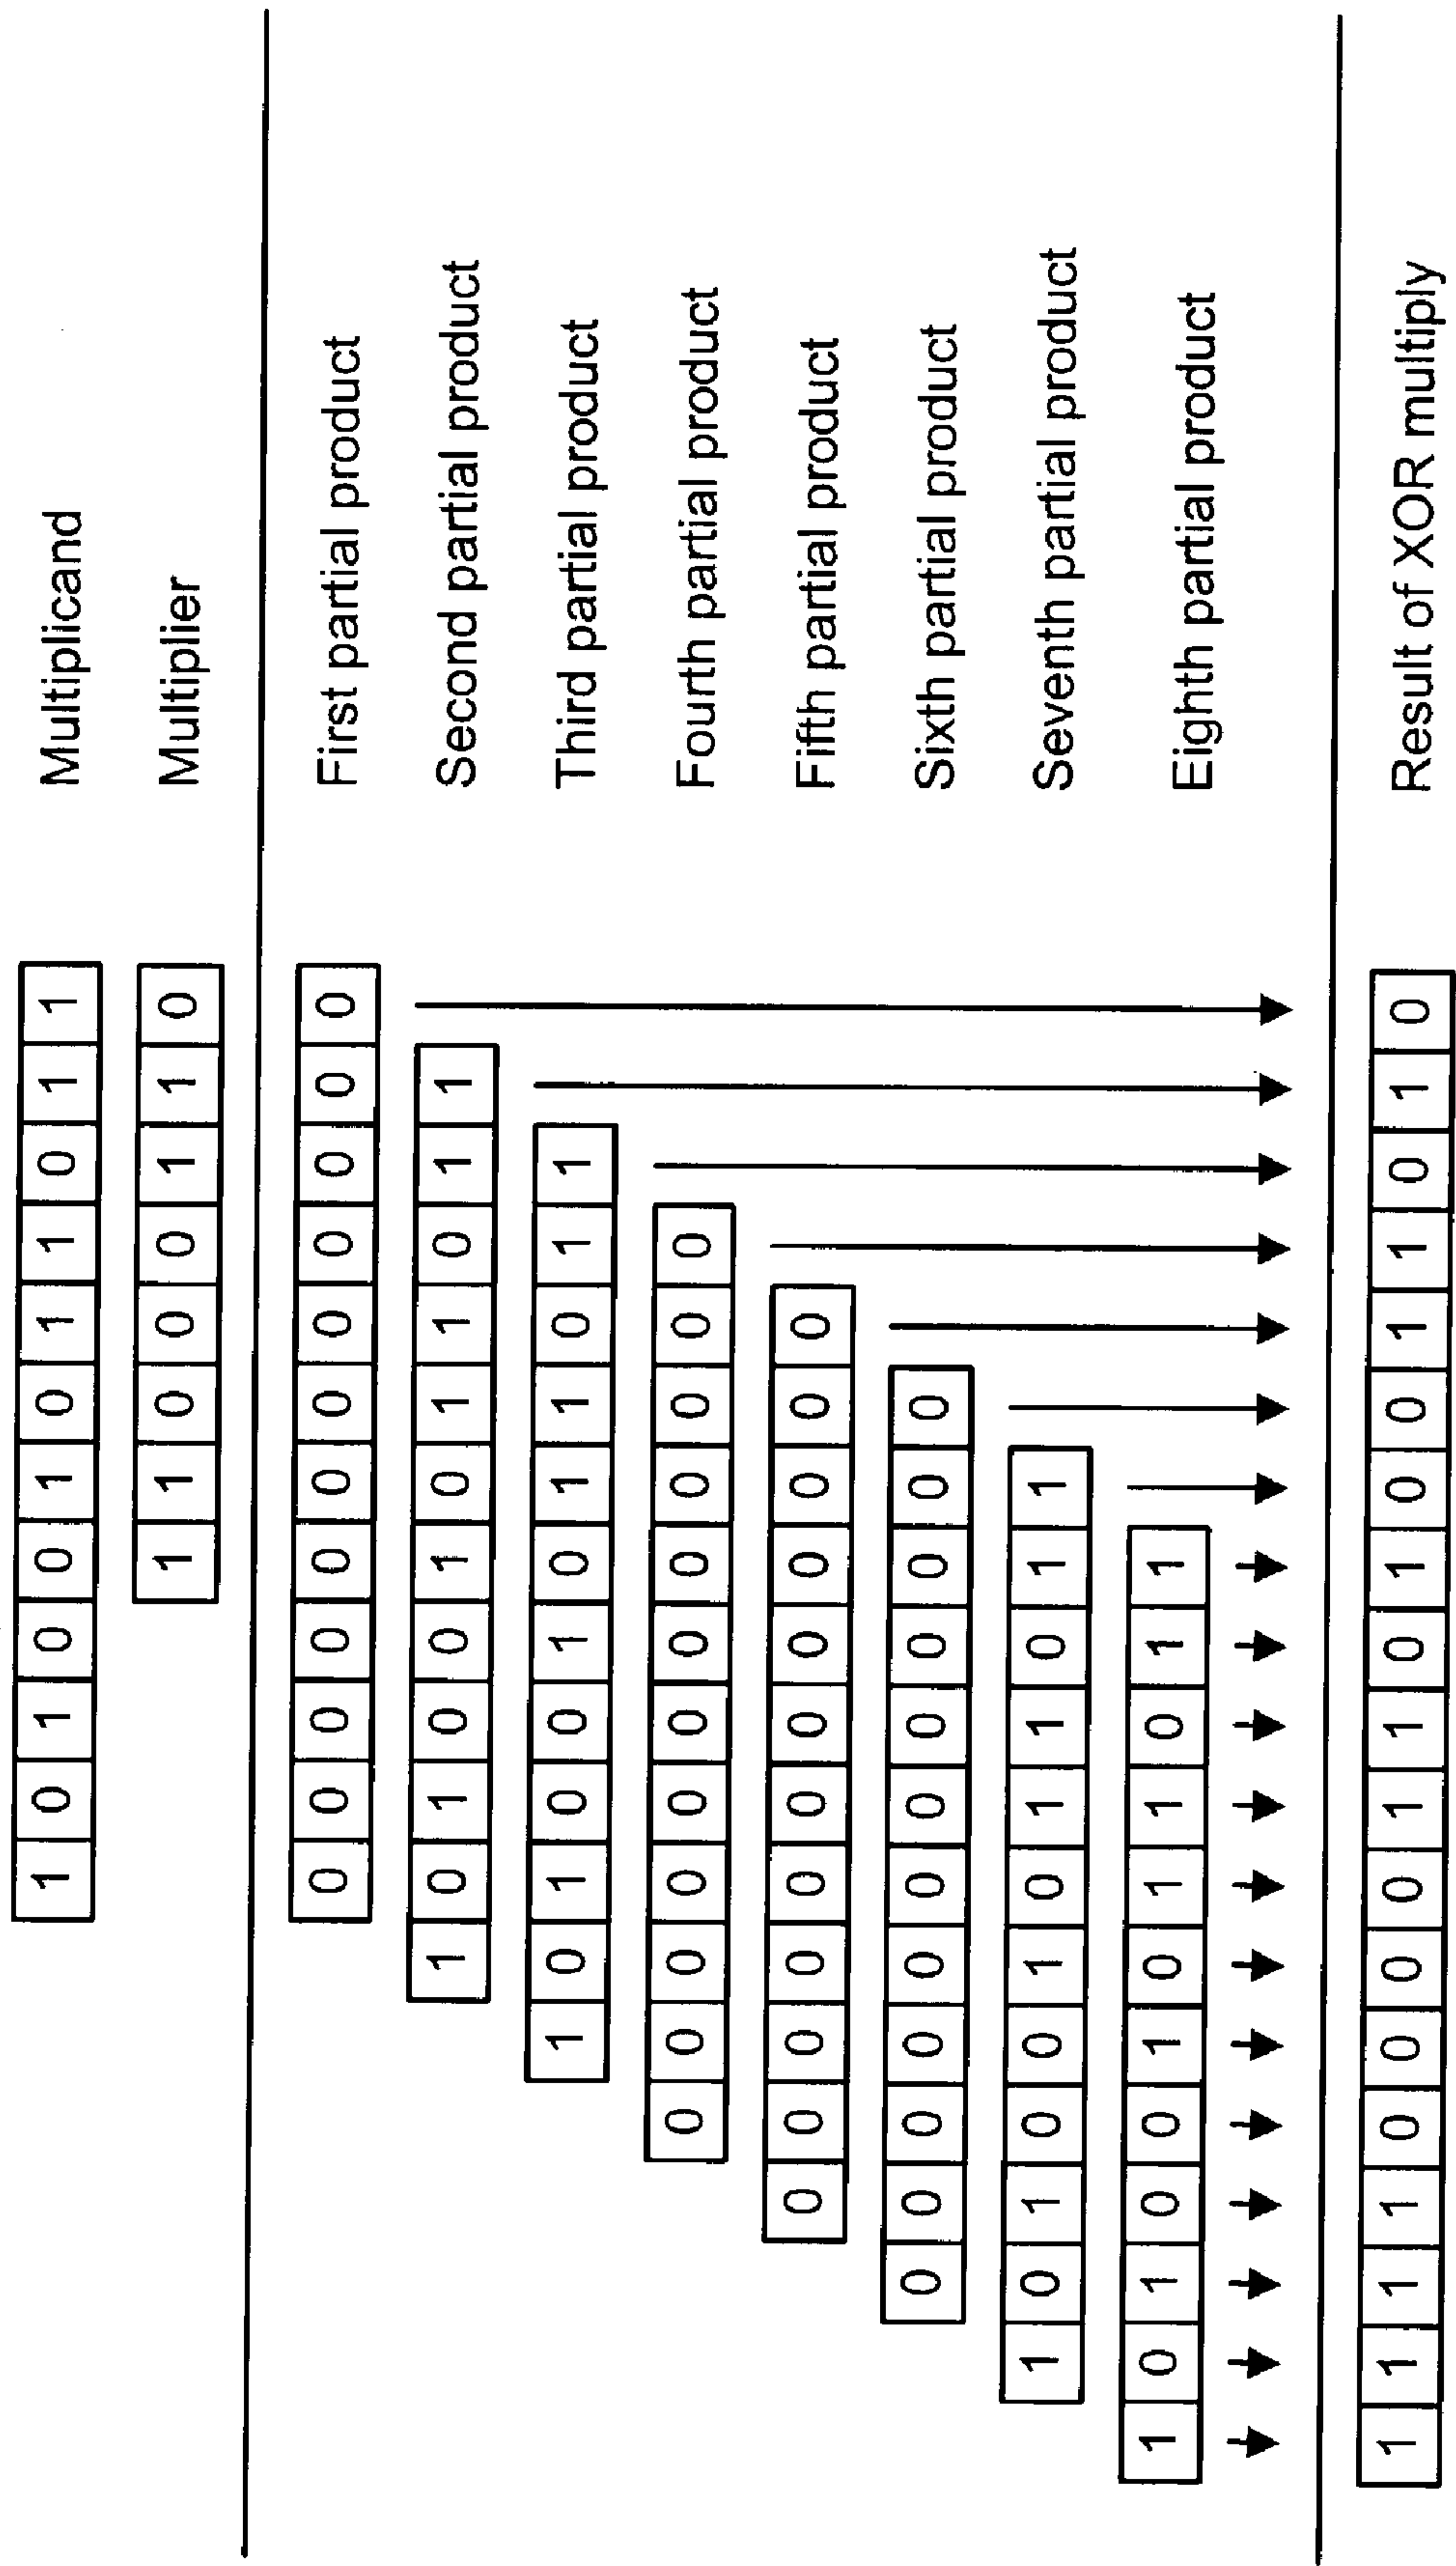 1 0 1 0 0 1 0 1 1 0 1 1 Multiplicand
1 1 0 0 0 1 1 0 Multiplier
0 0 0 0 0 0 0 0 0 0 0 0 First partial product
1 0 1 0 0 1 0 1 1 0 1 1 Second partial product
1 0 1 0 0 1 0 1 1 0 1 1 Third partial product
0 0 0 0 0 0 0 0 0 0 0 0 Fourth partial product
0 0 0 0 0 0 0 0 0 0 0 0 Fifth partial product
0 0 0 0 0 0 0 0 0 0 0 0 Sixth partial product
1 0 1 0 0 1 0 1 1 0 1 1 Seventh partial product
1 0 1 0 0 1 0 1 1 0 1 1 Eighth partial product
1 1 1 1 0 0 0 0 1 1 0 1 0 0 1 1 0 1 0 Result of XOR multiply